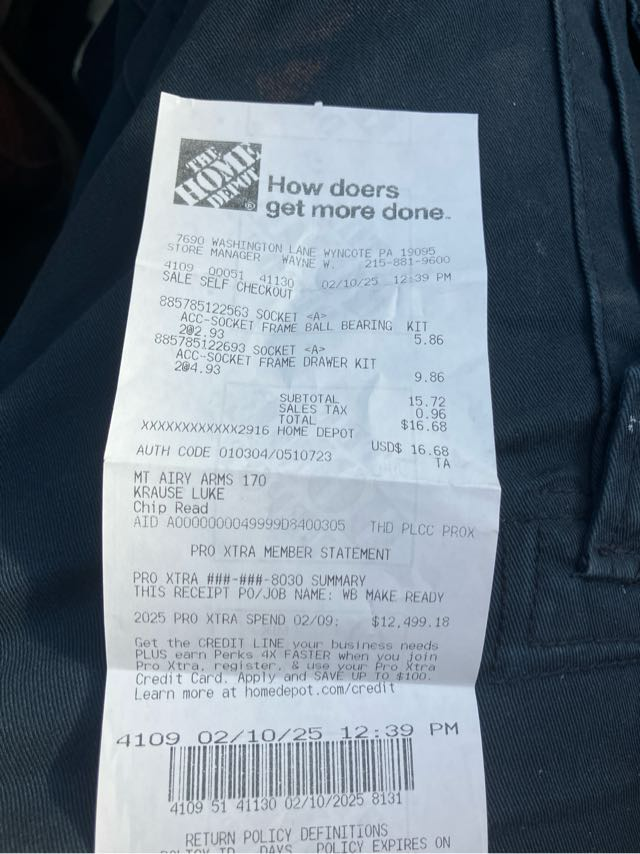 THE
HOME
DEPOT
®
How doers
get more done™
7690 WASHINGTON LANE WYNCOTE PA 19095
STORE MANAGER WAYNE W. 215-881-9600
4109 00051 41130 02/10/25 12:39 PM
SALE SELF CHECKOUT
885785122563 SOCKET <A>
ACC-SOCKET FRAME BALL BEARING KIT
2@2.93 5.86
885785122693 SOCKET <A>
ACC-SOCKET FRAME DRAWER KIT
2@4.93 9.86
SUBTOTAL 15.72
SALES TAX 0.96
TOTAL $16.68
XXXXXXXXXXXX2916 HOME DEPOT
USD$ 16.68
AUTH CODE 010304/0510723 TA
MT AIRY ARMS 170
KRAUSE LUKE
Chip Read
AID A0000000049999D8400305 THD PLCC PROX
PRO XTRA MEMBER STATEMENT
PRO XTRA ###-###-8030 SUMMARY
THIS RECEIPT PO/JOB NAME: WB MAKE READY
2025 PRO XTRA SPEND 02/09: $12,499.18
Get the CREDIT LINE your business needs
PLUS earn Perks 4X FASTER when you join
Pro Xtra, register, & use your Pro Xtra
Credit Card. Apply and SAVE UP TO $100.
Learn more at homedepot.com/credit
4109 02/10/25 12:39 PM
4109 51 41130 02/10/2025 8131
RETURN POLICY DEFINITIONS
POLICY ID DAYS POLICY EXPIRES ON